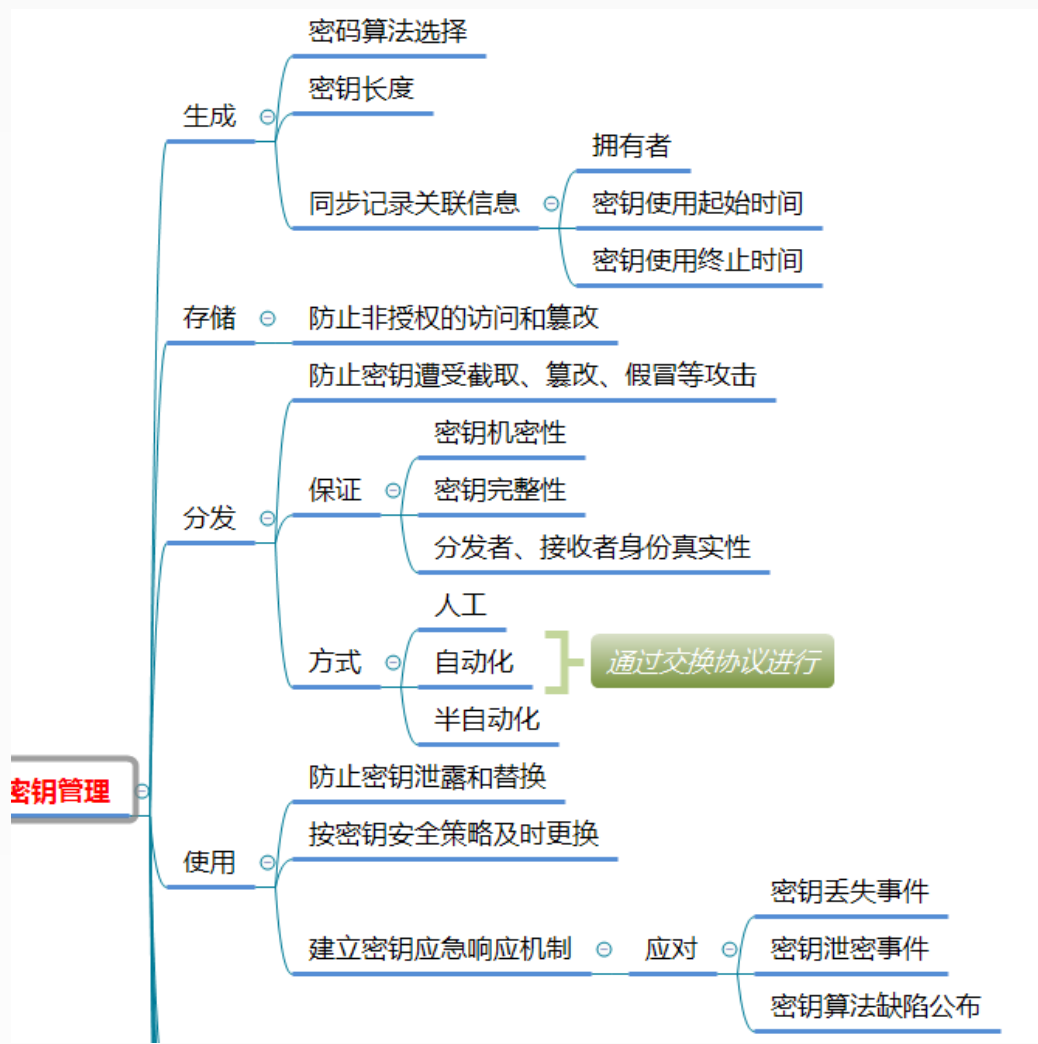 密码算法选择
密钥长度
生成
拥有者
同步记录关联信息
密钥使用起始时间
密钥使用终止时间
存储
防止非授权的访问和篡改
防止密钥遭受截取、篡改、假冒等攻击
密钥机密性
保证
密钥完整性
分发
分发者、接收者身份真实性
人工
方式
自动化
通过交换协议进行
半自动化
密钥管理
防止密钥泄露和替换
按密钥安全策略及时更换
使用
密钥丢失事件
建立密钥应急响应机制
应对
密钥泄密事件
密钥算法缺陷公布